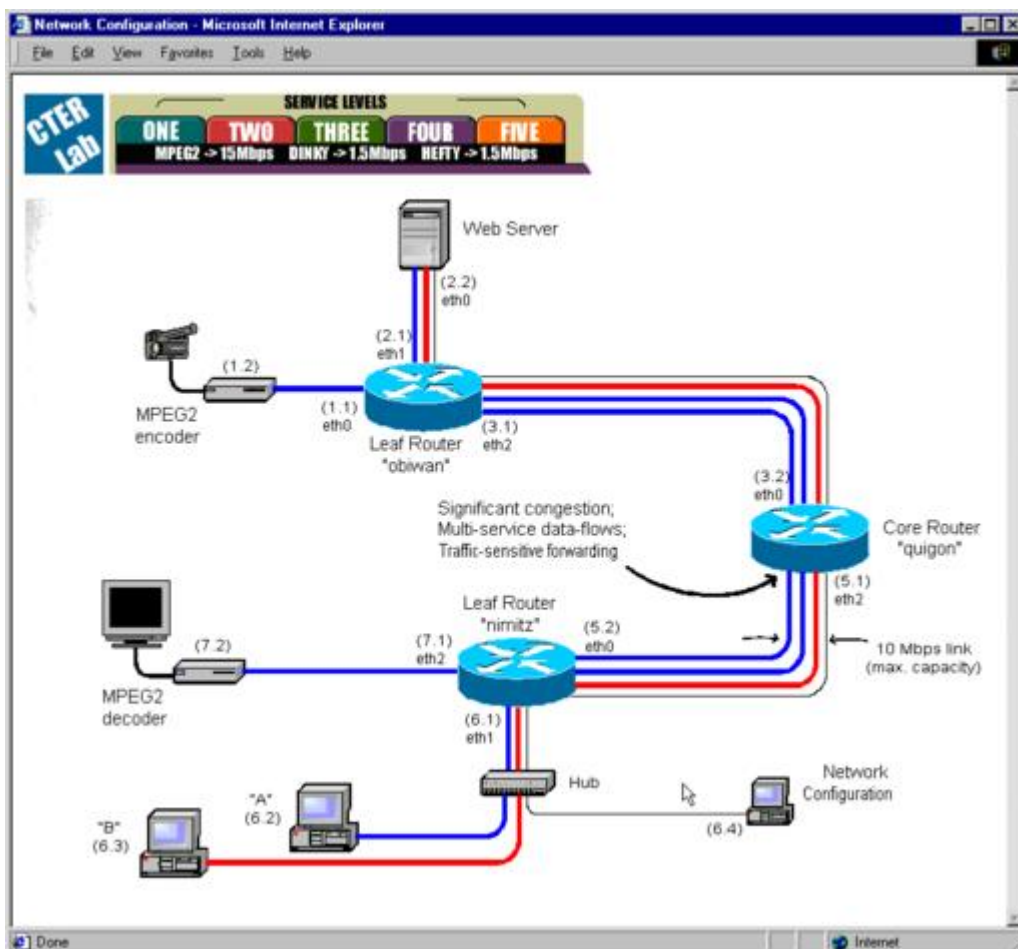 Network Configuration - Microsoft Internet Explorer
File Edit View Favorites Tools Help
CTER Lab
SERVICE LEVELS
ONE TWO THREE FOUR FIVE
MPEG2 -> 15Mbps DINKY -> 1.5Mbps HEFTY -> 1.5Mbps
Web Server
(2.2)
eth0
(2.1)
eth1
(1.2)
MPEG2
encoder
(1.1)
eth0
(3.1)
eth2
Leaf Router
"obiwan"
(3.2)
eth0
Significant congestion;
Multi-service data-flows;
Traffic-sensitive forwarding
Core Router
"quigon"
(5.1)
eth2
Leaf Router
"nimitz"
(7.2)
(7.1)
eth2
(5.2)
eth0
10 Mbps link
(max. capacity)
MPEG2
decoder
(6.1)
eth1
Hub
Network
Configuration
(6.4)
"A"
(6.2)
"B"
(6.3)
Done
Internet